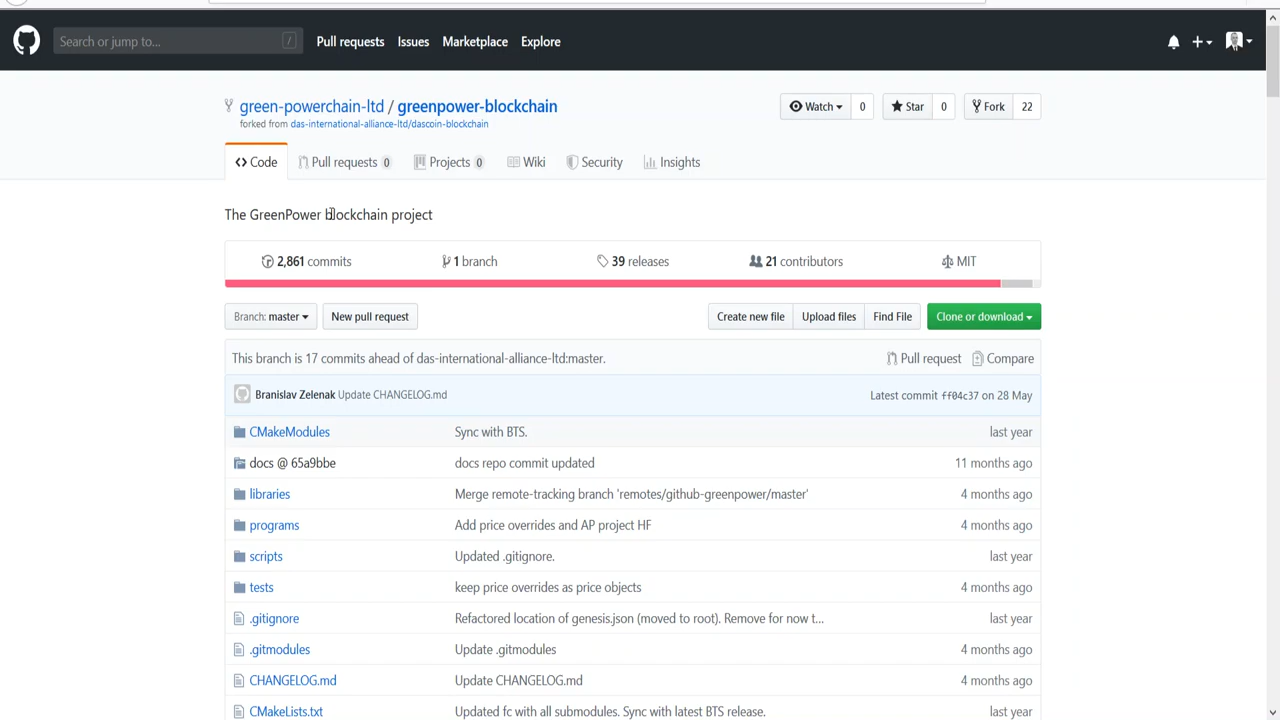 Search or jump to... /
Pull requests Issues Marketplace Explore
green-powerchain-ltd / greenpower-blockchain
Watch 0 Star 0 Fork 22
forked from das-international-alliance-ltd/dascoin-blockchain
Code Pull requests 0 Projects 0 Wiki Security Insights
The GreenPower blockchain project
2,861 commits 1 branch 39 releases 21 contributors MIT
Branch: master New pull request Create new file Upload files Find File Clone or download
This branch is 17 commits ahead of das-international-alliance-ltd:master. Pull request Compare
Branislav Zelenak Update CHANGELOG.md Latest commit ff04c37 on 28 May
CMakeModules Sync with BTS. last year
docs @ 65a9bbe docs repo commit updated 11 months ago
libraries Merge remote-tracking branch 'remotes/github-greenpower/master' 4 months ago
programs Add price overrides and AP project HF 4 months ago
scripts Updated .gitignore. last year
tests keep price overrides as price objects 4 months ago
.gitignore Refactored location of genesis.json (moved to root). Remove for now t... last year
.gitmodules Update .gitmodules 4 months ago
CHANGELOG.md Update CHANGELOG.md 4 months ago
CMakeLists.txt Updated fc with all submodules. Sync with latest BTS release. last year